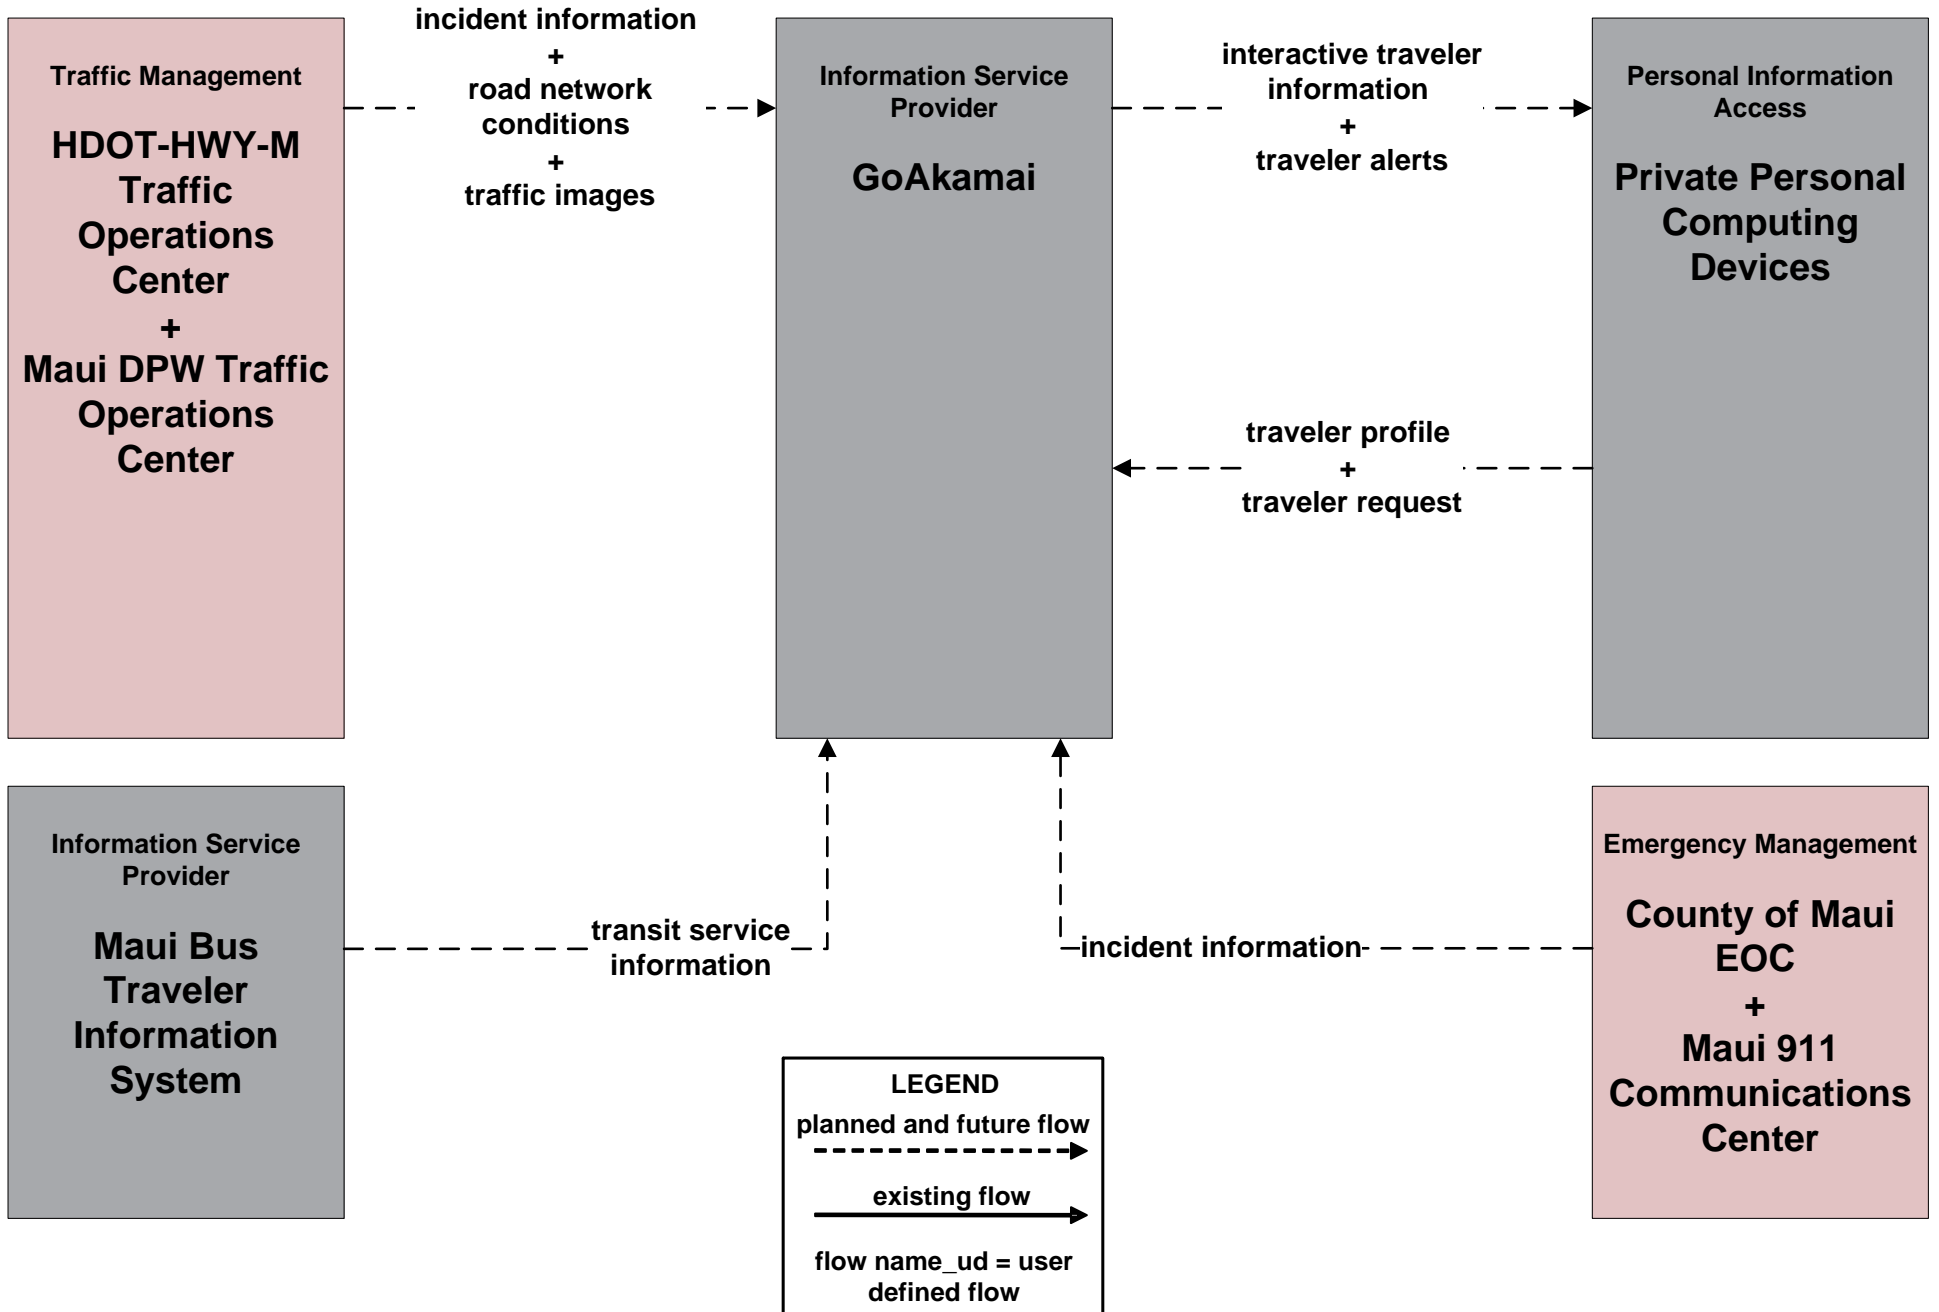 Traffic Management
HDOT-HWY-M
Traffic
Operations
Center
+
Maui DPW Traffic
Operations
Center
incident information
+
road network
conditions
+
traffic images
Information Service
Provider
GoAkamai
interactive traveler
information
+
traveler alerts
Personal Information
Access
Private Personal
Computing
Devices
traveler profile
+
traveler request
Information Service
Provider
Maui Bus
Traveler
Information
System
transit service
information
incident information
Emergency Management
County of Maui
EOC
+
Maui 911
Communications
Center
LEGEND
planned and future flow
existing flow
flow name_ud = user
defined flow